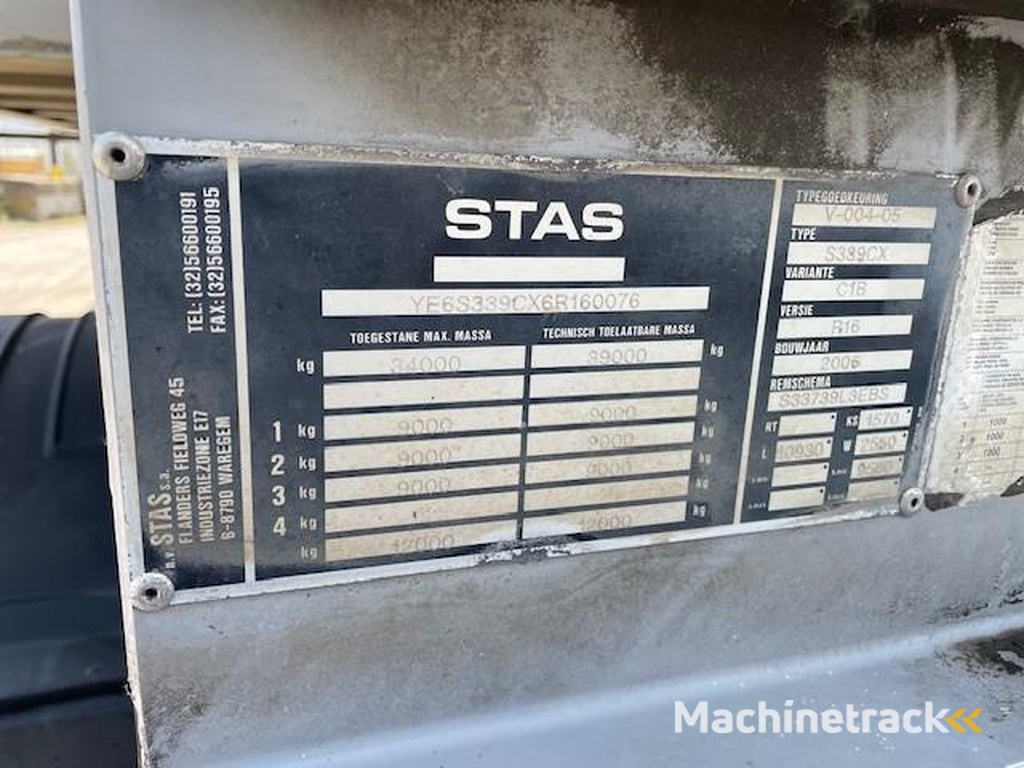 STAS
YE6S339CX6R160076
TOEGESTANE MAX. MASSA TECHNISCH TOELAATBARE MASSA
kg 34000 39000 kg
kg
1 kg 9000 9000
2 kg 9000 9000
3 kg 9000 9000 kg
4 kg
kg 12000 12000 kg
TYPEGOEDKEURING
V-004-05
TYPE
S339CX
VARIANTE
C1B
VERSIE
R16
BOUWJAAR
2006
REMSCHEMA
S33739L3EBS
RT KS 1570
L 10930 W 2550
TEL: (32)56600191
FAX: (32)56600195
n.v. STAS s.a.
FLANDERS FIELDWEG 45
INDUSTRIEZONE E17
B-8790 WAREGEM
1 1000
1000
1000
Machinetrack